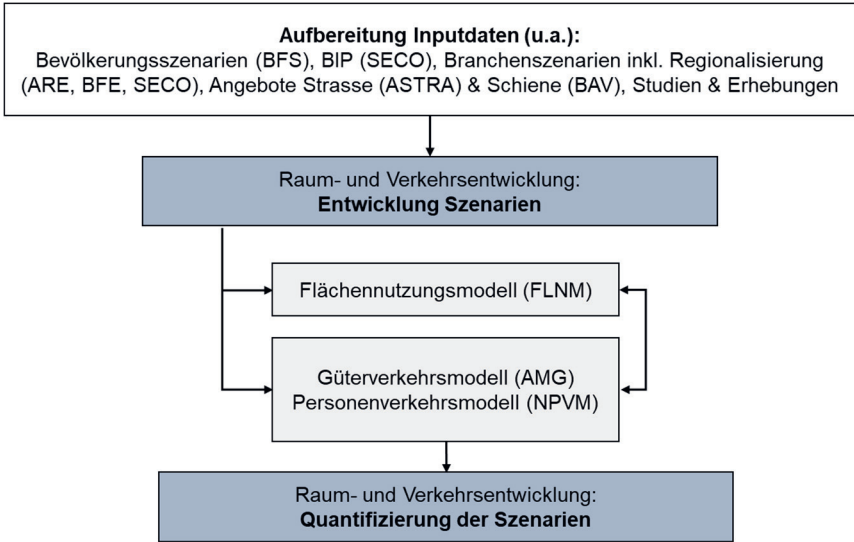 Aufbereitung Inputdaten (u.a.):
Bevölkerungsszenarien (BFS), BIP (SECO), Branchenszenarien inkl. Regionalisierung
(ARE, BFE, SECO), Angebote Strasse (ASTRA) & Schiene (BAV), Studien & Erhebungen
Raum- und Verkehrsentwicklung:
Entwicklung Szenarien
Flächennutzungsmodell (FLNM)
Güterverkehrsmodell (AMG)
Personenverkehrsmodell (NPVM)
Raum- und Verkehrsentwicklung:
Quantifizierung der Szenarien